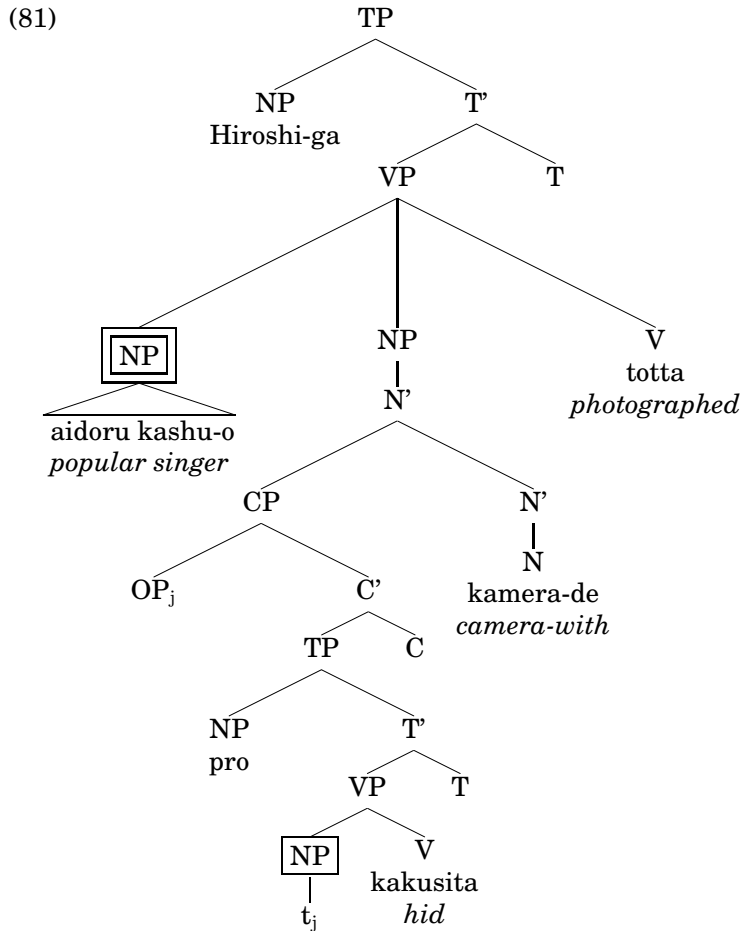 (81) TP
NP T’
Hiroshi-ga
VP T
NP NP V
totta
photographed
N’
aidoru kashu-o
popular singer
CP N’
N
OPj C’ kamera-de
camera-with
TP C
NP T’
pro
VP T
NP V
kakusita
tj hid